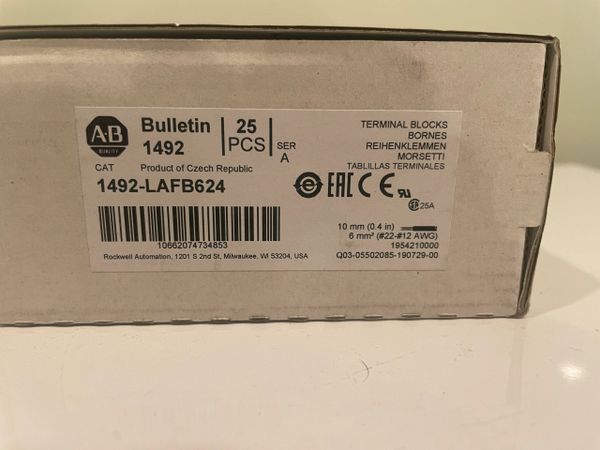 A-B
QUALITY
Bulletin
1492
25
PCS
SER
A
CAT
Product of Czech Republic
1492-LAFB624
10662074734853
Rockwell Automation, 1201 S 2nd St, Milwaukee, WI 53204, USA
TERMINAL BLOCKS
BORNES
REIHENKLEMMEN
MORSETTI
TABLILLAS TERMINALES
e EAC CE UR
25A
10 mm (0.4 in)
6 mm² (#22-#12 AWG)
1954210000
Q03-05502085-190729-00